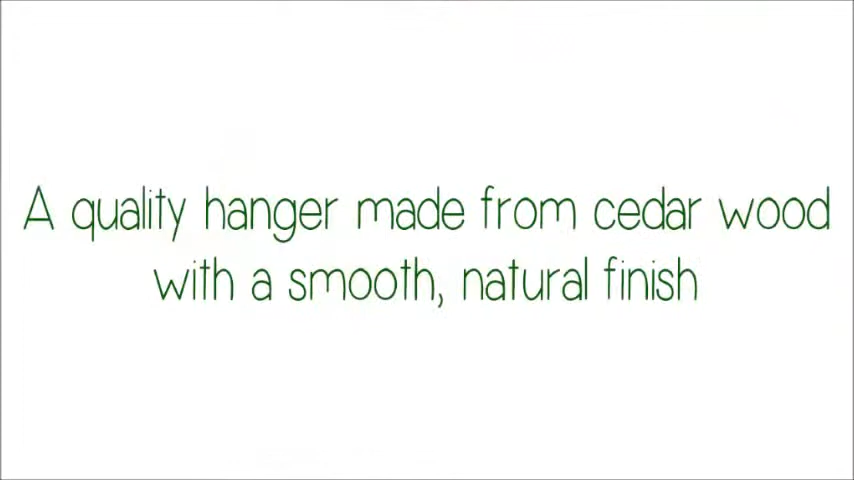 A quality hanger made from cedar wood
with a smooth, natural finish